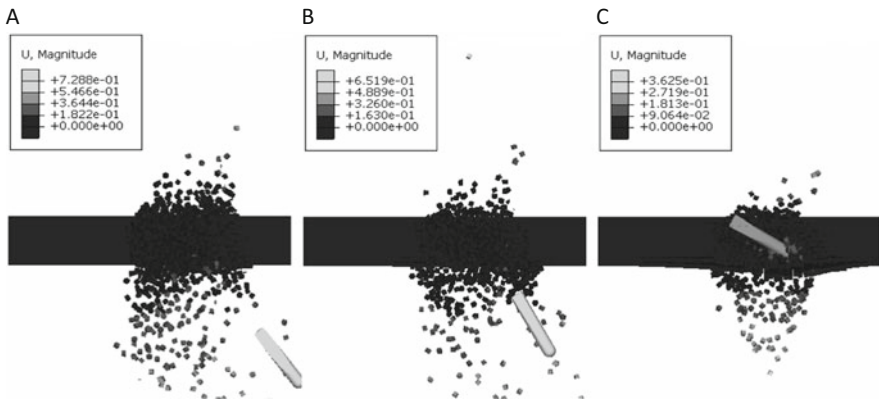 A
U, Magnitude
+7.288e-01
+5.466e-01
+3.644e-01
+1.822e-01
+0.000e+00
B
U, Magnitude
+6.519e-01
+4.889e-01
+3.260e-01
+1.630e-01
+0.000e+00
C
U, Magnitude
+3.625e-01
+2.719e-01
+1.813e-01
+9.064e-02
+0.000e+00